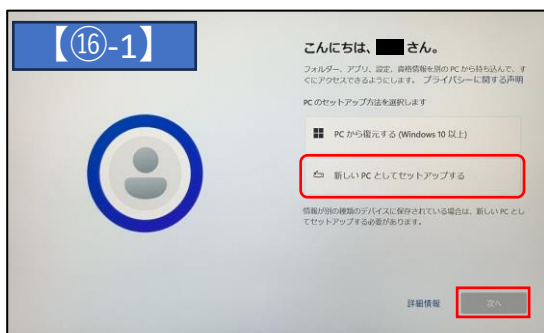 【⑯-1】
こんにちは、 さん。
フォルダー、アプリ、設定、資格情報を別の PC から持ち込んで、す
ぐにアクセスできるようにします。 プライバシーに関する声明
PC のセットアップ方法を選択します
PC から復元する (Windows 10 以上)
新しい PC としてセットアップする
情報が別の種類のデバイスに保存されている場合は、新しい PC とし
てセットアップする必要があります。
詳細情報
次へ